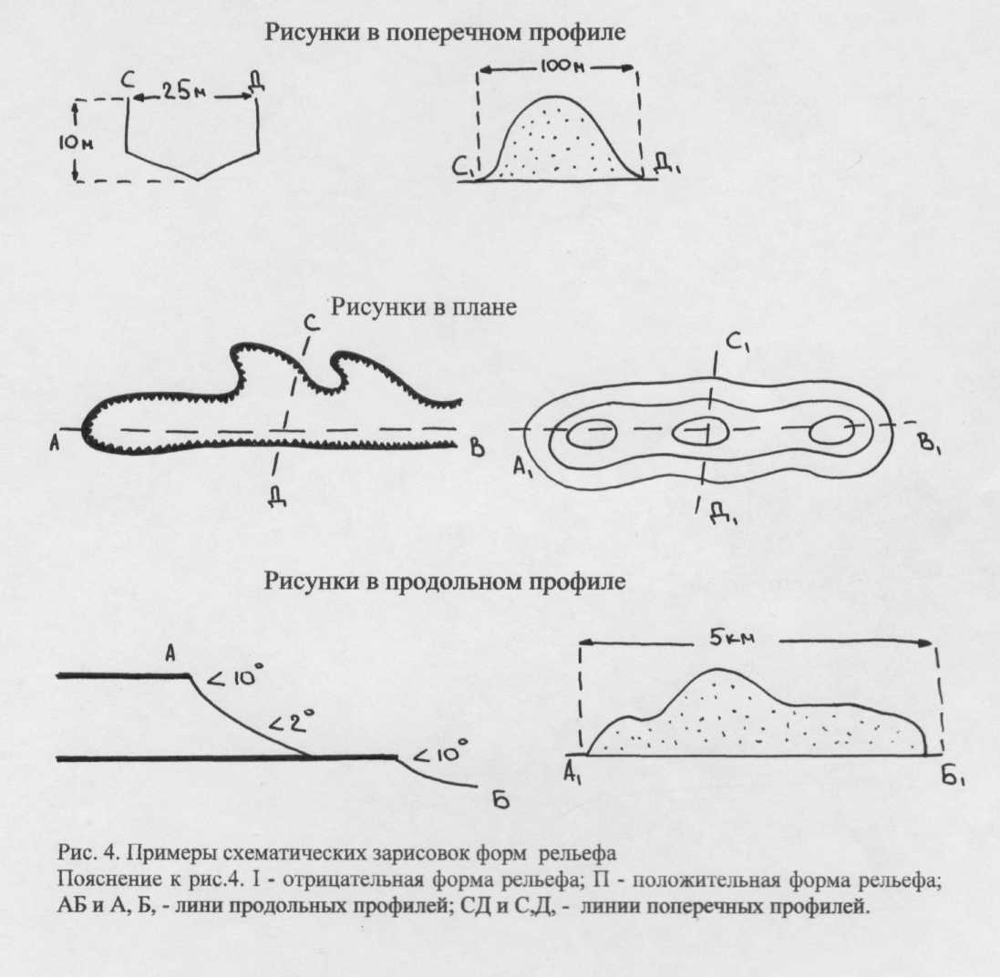 Рисунки в поперечном профиле
С 25м Д
10м
100м
С₁ Д₁
Рисунки в плане
С
А В
Д
С₁
А₁ В₁
Д₁
Рисунки в продольном профиле
А
<10°
<2°
<10°
Б
5км
А₁ Б₁
Рис. 4. Примеры схематических зарисовок форм рельефа
Пояснение к рис.4. I - отрицательная форма рельефа; П - положительная форма рельефа;
АБ и А, Б, - лини продольных профилей; СД и С,Д, - линии поперечных профилей.